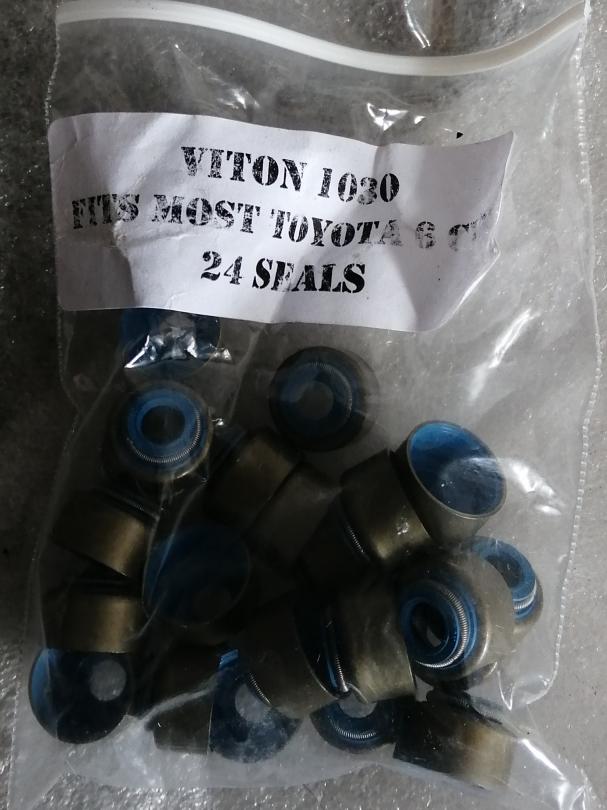 VITON 1030
FITS MOST TOYOTA 6
24 SEALS